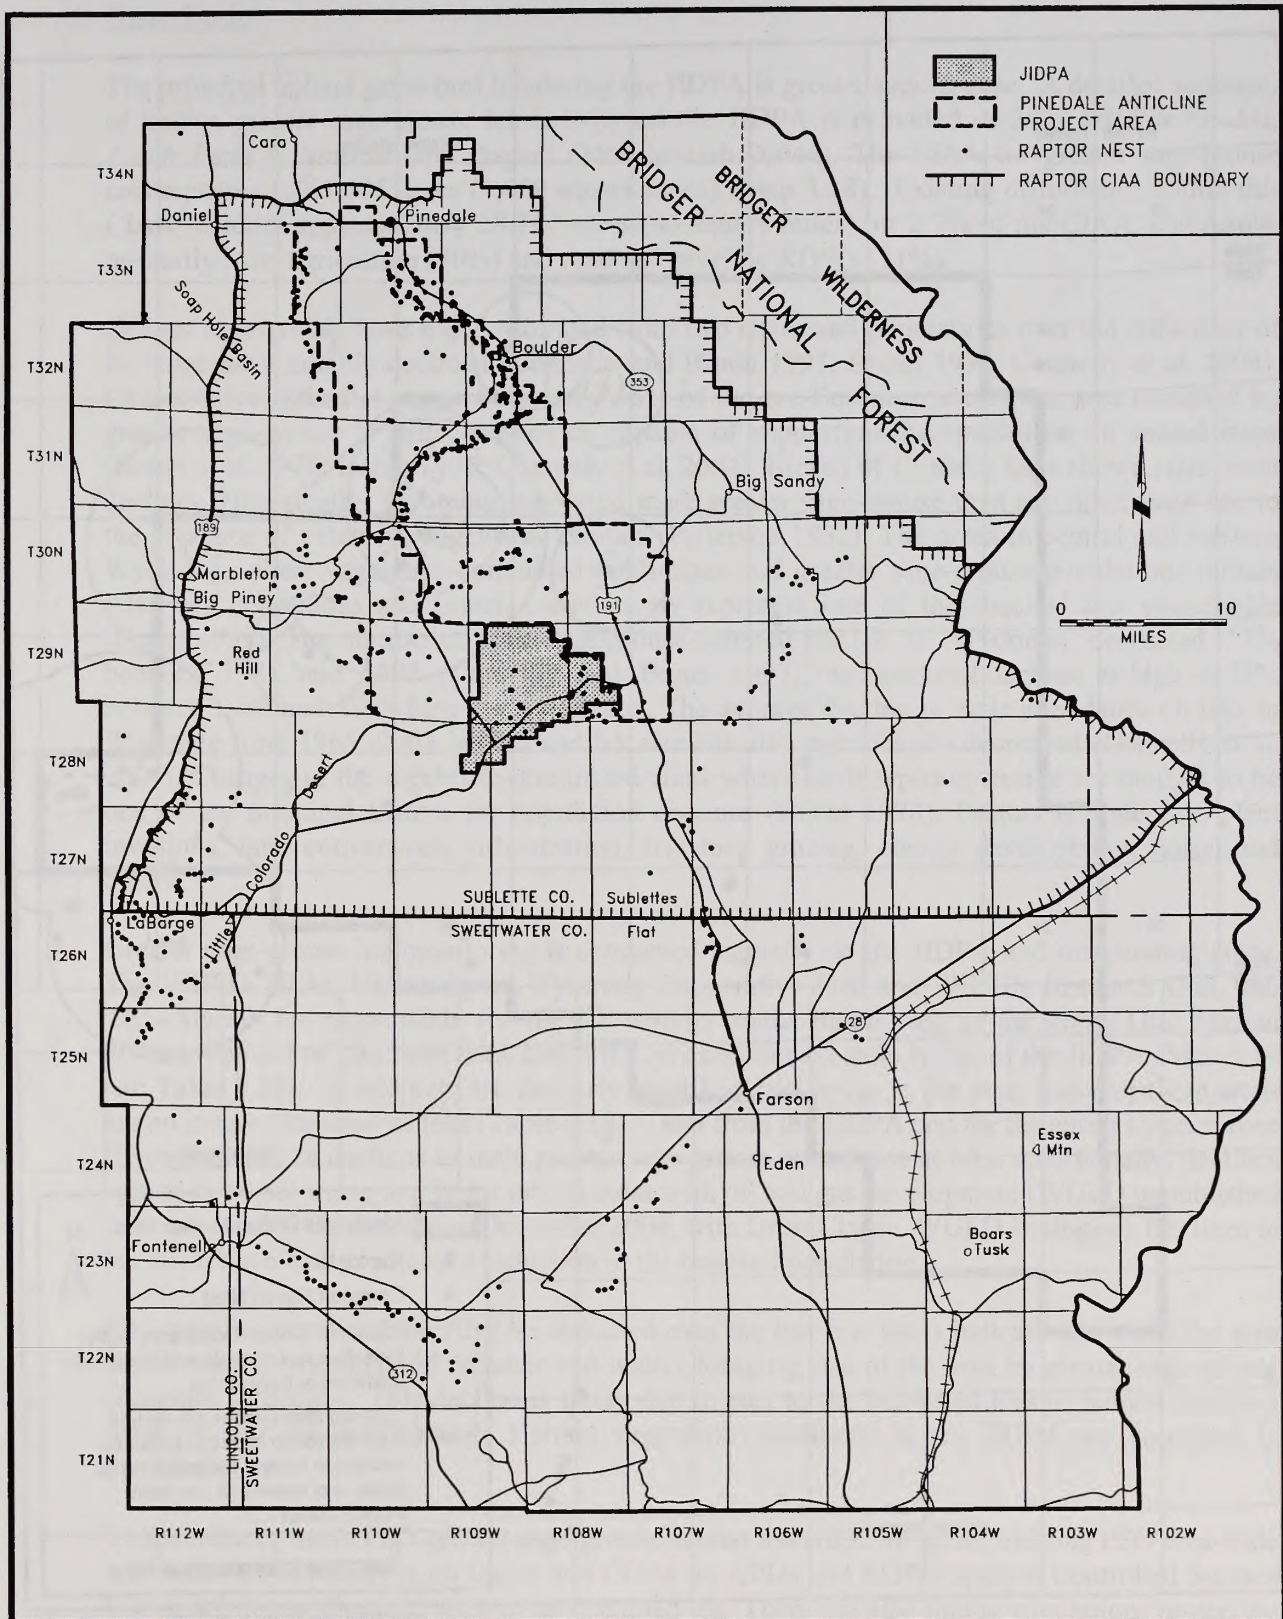 JIDPA
PINEDALE ANTICLINE
PROJECT AREA
RAPTOR NEST
RAPTOR CIAA BOUNDARY
Cora
T34N
Daniel
Pinedale
BRIDGER
BRIDGER
T33N
NATIONAL
WILDERNESS
Soap Hole Basin
Boulder
T32N
353
FOREST
T31N
Big Sandy
189
T30N
Marbleton
Big Piney
191
0 10
MILES
T29N
Red
Hill
T28N
Desert
Colorado
Little
T27N
SUBLETTE CO.
Sublettes
LaBarge
SWEETWATER CO.
Flat
T26N
28
T25N
Farson
Essex
Mtn
T24N
Eden
Boars
Tusk
Fontenell
T23N
T22N
312
LINCOLN CO.
SWEETWATER CO.
T21N
R112W R111W R110W R109W R108W R107W R106W R105W R104W R103W R102W